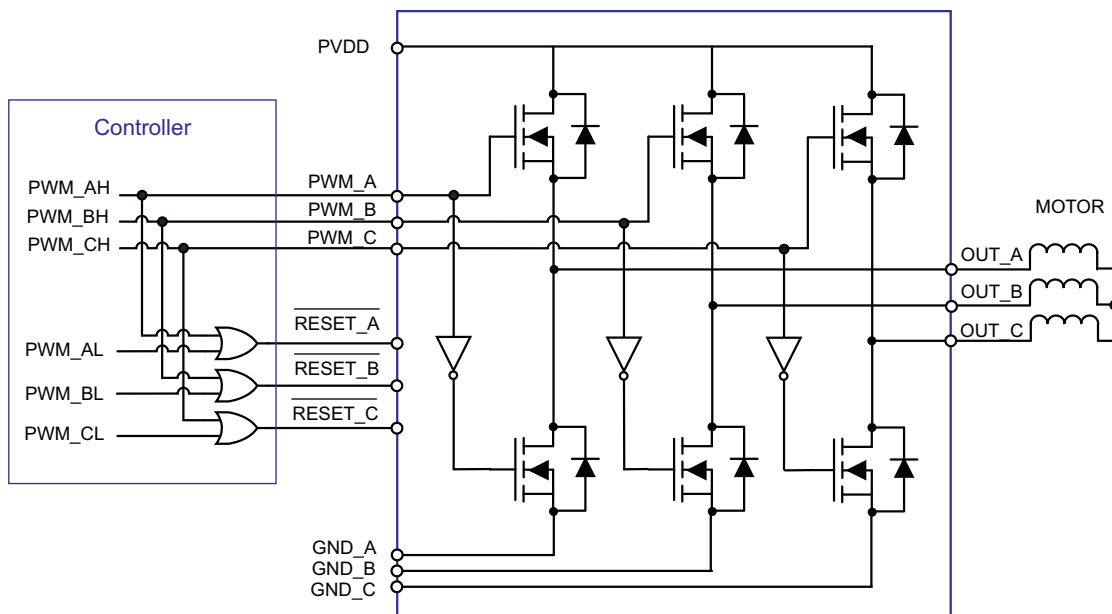 PVDD
Controller
PWM_AH
PWM_BH
PWM_CH
PWM_A
PWM_B
PWM_C
MOTOR
OUT_A
OUT_B
OUT_C
RESET_A
RESET_B
RESET_C
PWM_AL
PWM_BL
PWM_CL
GND_A
GND_B
GND_C